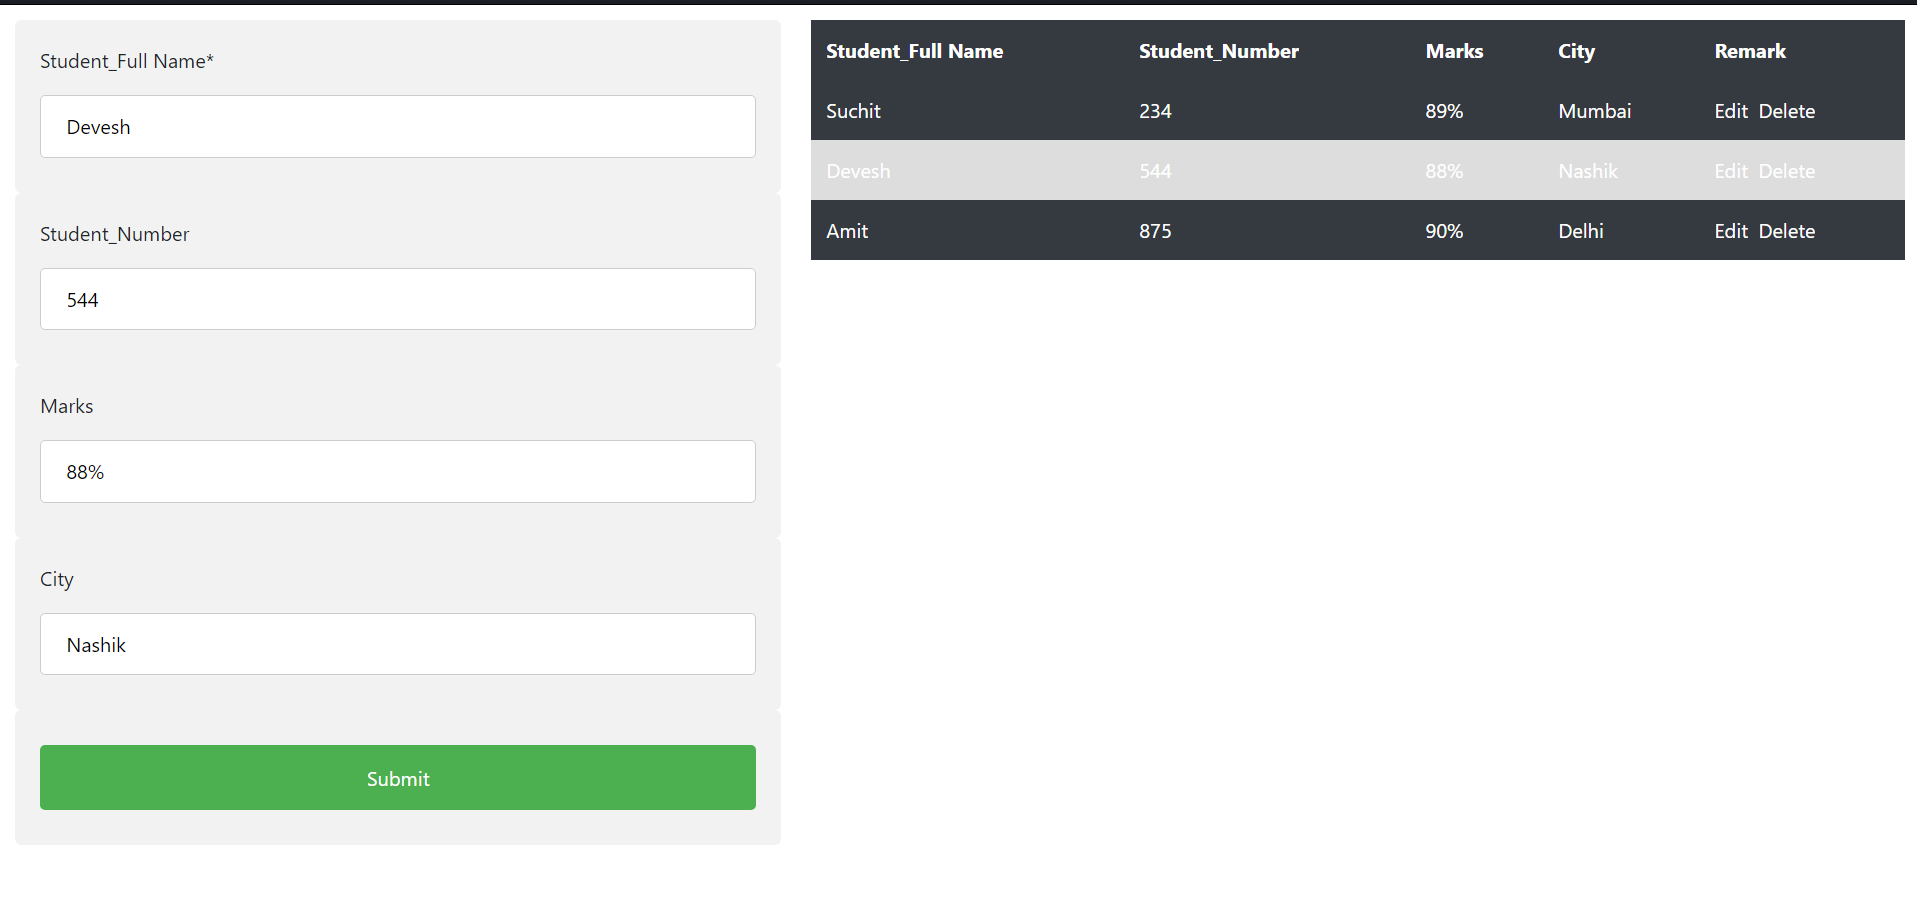 Student_Full Name*
Devesh
Student_Number
544
Marks
88%
City
Nashik
Submit
Student_Full Name Student_Number Marks City Remark
Suchit 234 89% Mumbai Edit Delete
Devesh 544 88% Nashik Edit Delete
Amit 875 90% Delhi Edit Delete